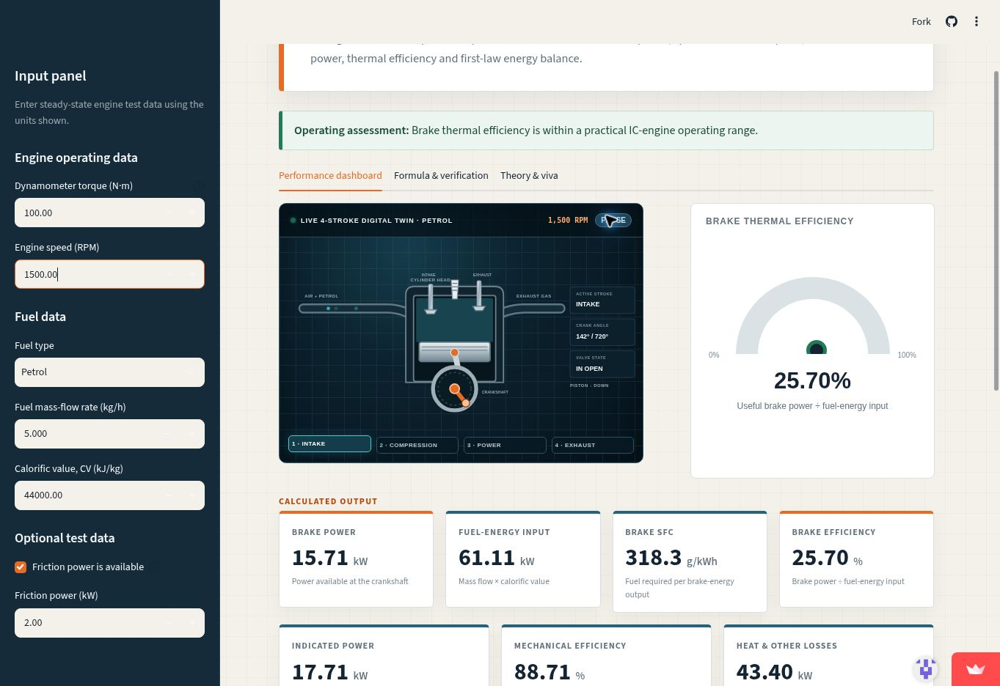 Fork
Input panel
Enter steady-state engine test data using the
units shown.
Engine operating data
Dynamometer torque (N·m)
100.00
Engine speed (RPM)
1500.00
Fuel data
Fuel type
Petrol
Fuel mass-flow rate (kg/h)
5.000
Calorific value, CV (kJ/kg)
44000.00
Optional test data
Friction power is available
Friction power (kW)
2.00
power, thermal efficiency and first-law energy balance.
Operating assessment: Brake thermal efficiency is within a practical IC-engine operating range.
Performance dashboard Formula & verification Theory & viva
LIVE 4-STROKE DIGITAL TWIN · PETROL
1,500 RPM
INTAKE
EXHAUST
CYLINDER HEAD
AIR + PETROL
EXHAUST GAS
ACTIVE STROKE
INTAKE
CRANK ANGLE
142° / 720°
VALVE STATE
IN OPEN
PISTON ↓ DOWN
CRANKSHAFT
1 · INTAKE
2 · COMPRESSION
3 · POWER
4 · EXHAUST
BRAKE THERMAL EFFICIENCY
0%
100%
25.70%
Useful brake power ÷ fuel-energy input
CALCULATED OUTPUT
BRAKE POWER
15.71 kW
Power available at the crankshaft
FUEL-ENERGY INPUT
61.11 kW
Mass flow × calorific value
BRAKE SFC
318.3 g/kWh
Fuel required per brake-energy
output
BRAKE EFFICIENCY
25.70 %
Brake power ÷ fuel-energy input
INDICATED POWER
17.71 kW
MECHANICAL EFFICIENCY
88.71 %
HEAT & OTHER LOSSES
43.40 kW